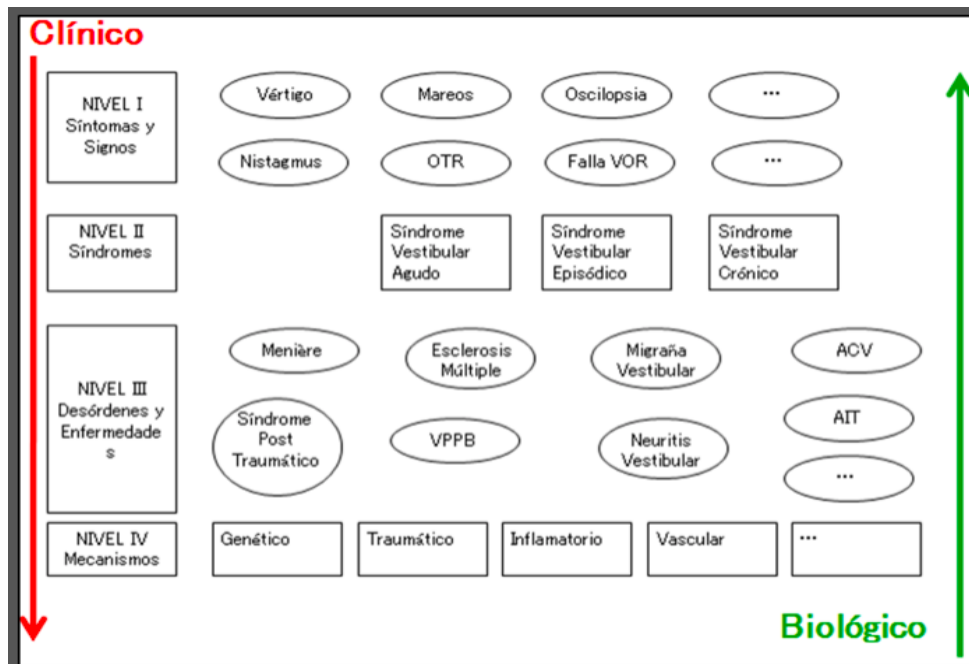 Clínico
NIVEL I
Síntomas y
Signos
Vértigo
Mareos
Oscilopsia
...
Nistagmus
OTR
Falla VOR
...
NIVEL II
Síndromes
Síndrome
Vestibular
Agudo
Síndrome
Vestibular
Episódico
Síndrome
Vestibular
Crónico
NIVEL III
Desórdenes y
Enfermedade
s
Menière
Esclerosis
Múltiple
Migraña
Vestibular
ACV
Síndrome
Post
Traumático
VPPB
Neuritis
Vestibular
AIT
...
NIVEL IV
Mecanismos
Genético
Traumático
Inflamatorio
Vascular
...
Biológico